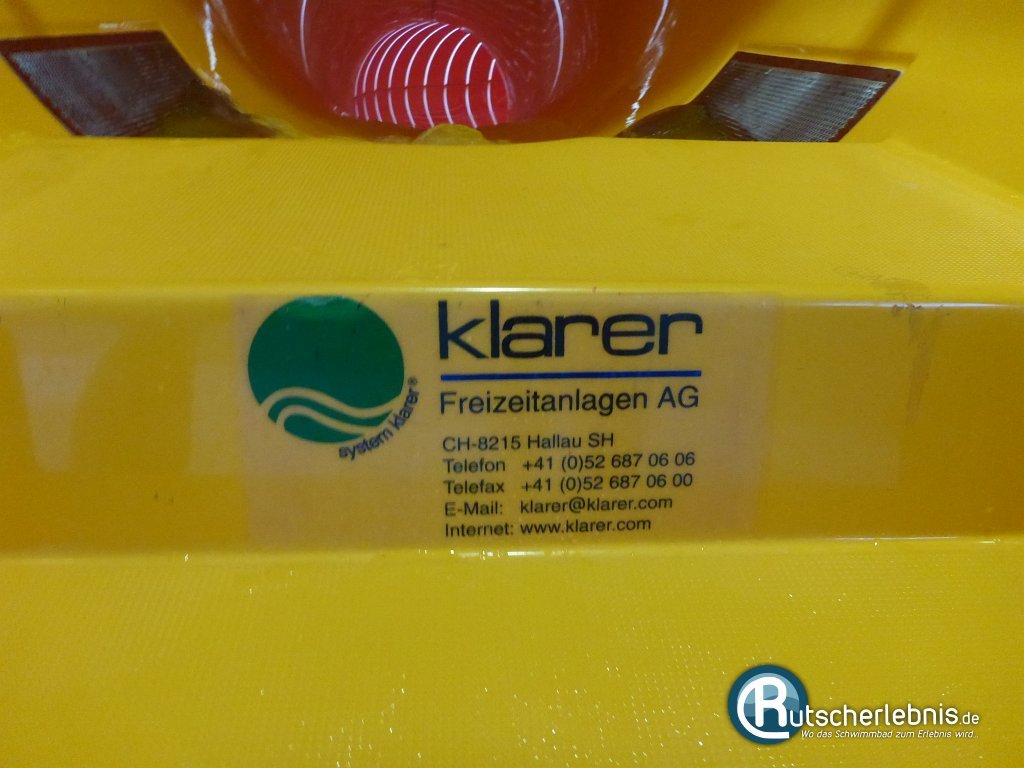 klarer
Freizeitanlagen AG
system klarer®
CH-8215 Hallau SH
Telefon +41 (0)52 687 06 06
Telefax +41 (0)52 687 06 00
E-Mail: klarer@klarer.com
Internet: www.klarer.com
Rutscherlebnis.de
Wo das Schwimmbad zum Erlebnis wird..